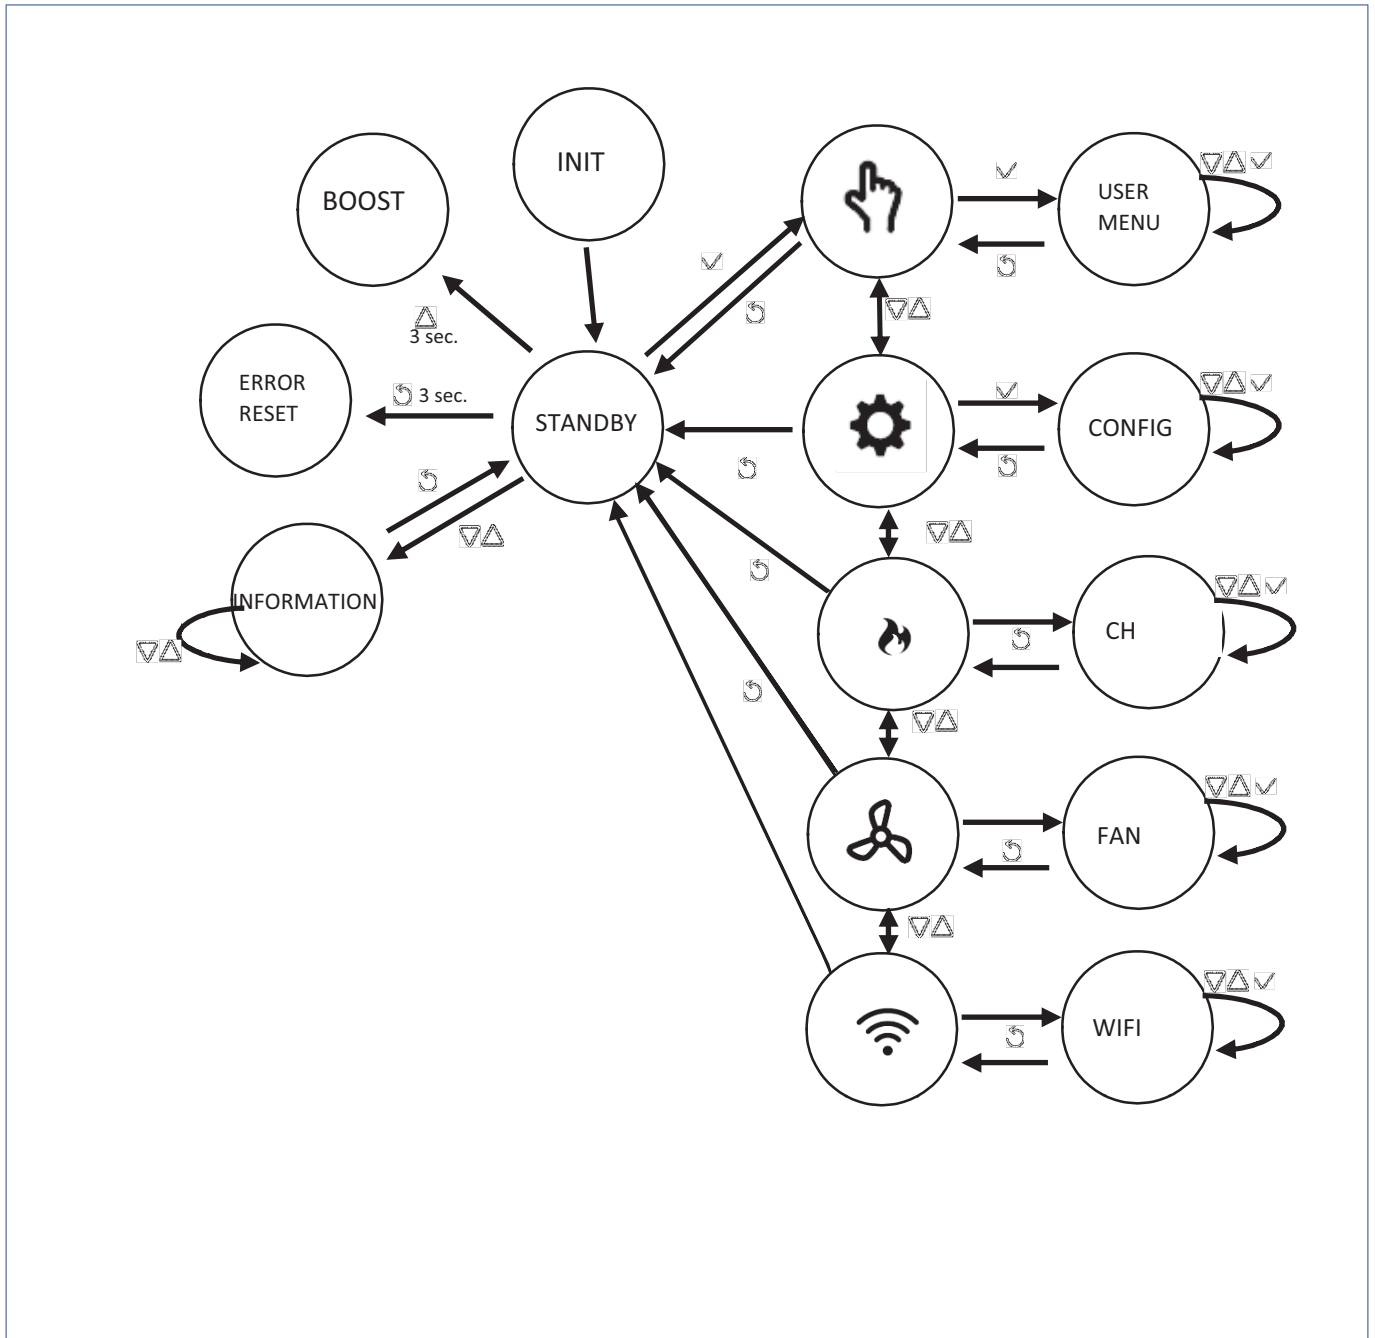 INIT
BOOST
USER
MENU
3 sec.
ERROR
RESET
3 sec.
STANDBY
CONFIG
INFORMATION
CH
FAN
WIFI